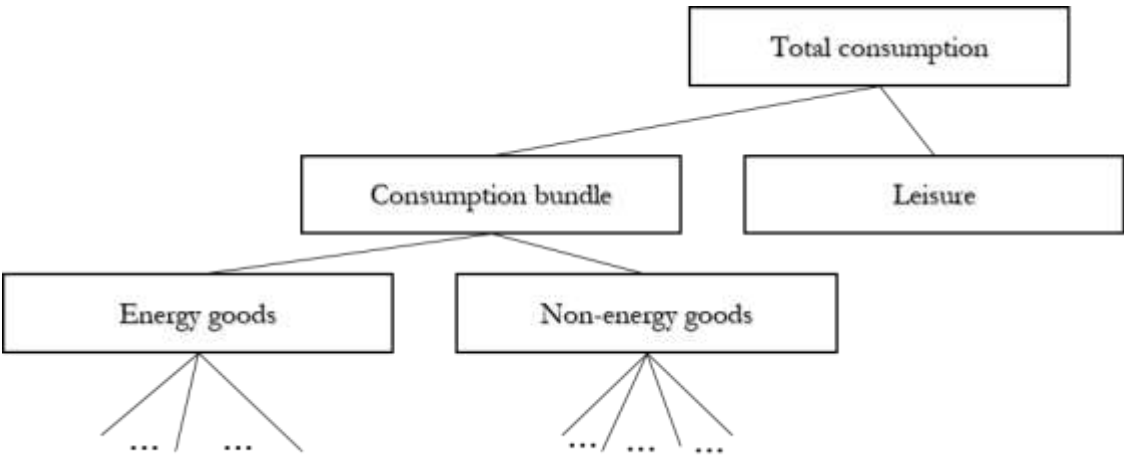 Total consumption
Consumption bundle
Leisure
Energy goods
Non-energy goods
... ...
... ... ...